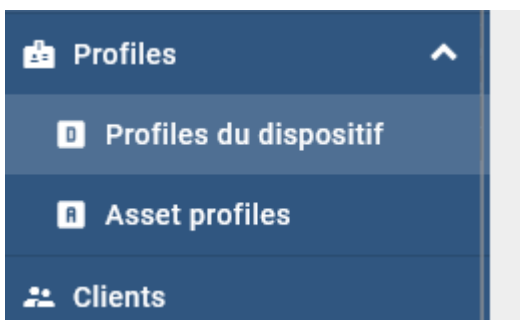 Profiles
D Profiles du dispositif
A Asset profiles
Clients